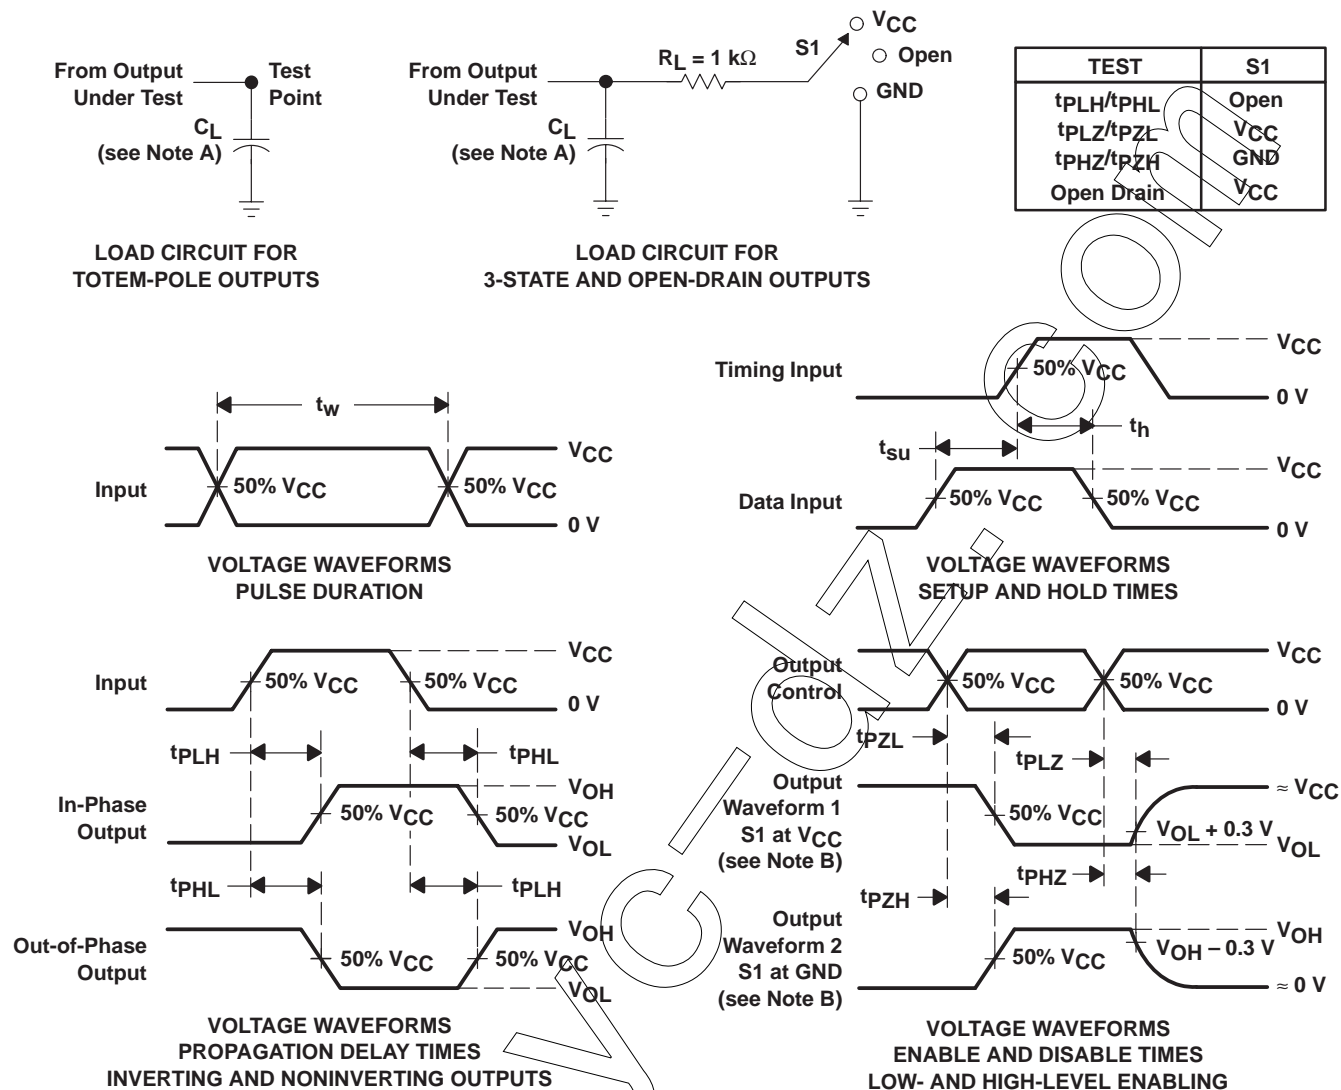 From Output
Under Test
Test
Point
CL
(see Note A)
LOAD CIRCUIT FOR
TOTEM-POLE OUTPUTS
From Output
Under Test
RL = 1 kΩ
S1
VCC
Open
GND
CL
(see Note A)
LOAD CIRCUIT FOR
3-STATE AND OPEN-DRAIN OUTPUTS
TEST S1
tPLH/tPHL Open
tPLZ/tPZL VCC
tPHZ/tPZH GND
Open Drain VCC
tw
Input
50% VCC
50% VCC
VCC
0 V
VOLTAGE WAVEFORMS
PULSE DURATION
Timing Input
50% VCC
VCC
0 V
tsu
th
Data Input
50% VCC
50% VCC
VCC
0 V
VOLTAGE WAVEFORMS
SETUP AND HOLD TIMES
Input
50% VCC
50% VCC
VCC
0 V
tPLH
tPHL
In-Phase
Output
50% VCC
50% VCC
VOH
VOL
tPHL
tPLH
Out-of-Phase
Output
50% VCC
50% VCC
VOH
VOL
VOLTAGE WAVEFORMS
PROPAGATION DELAY TIMES
INVERTING AND NONINVERTING OUTPUTS
Output
Control
50% VCC
50% VCC
VCC
0 V
tPZL
tPLZ
Output
Waveform 1
S1 at VCC
(see Note B)
50% VCC
VOL + 0.3 V
≈ VCC
VOL
tPZH
tPHZ
Output
Waveform 2
S1 at GND
(see Note B)
50% VCC
VOH − 0.3 V
VOH
≈ 0 V
VOLTAGE WAVEFORMS
ENABLE AND DISABLE TIMES
LOW- AND HIGH-LEVEL ENABLING